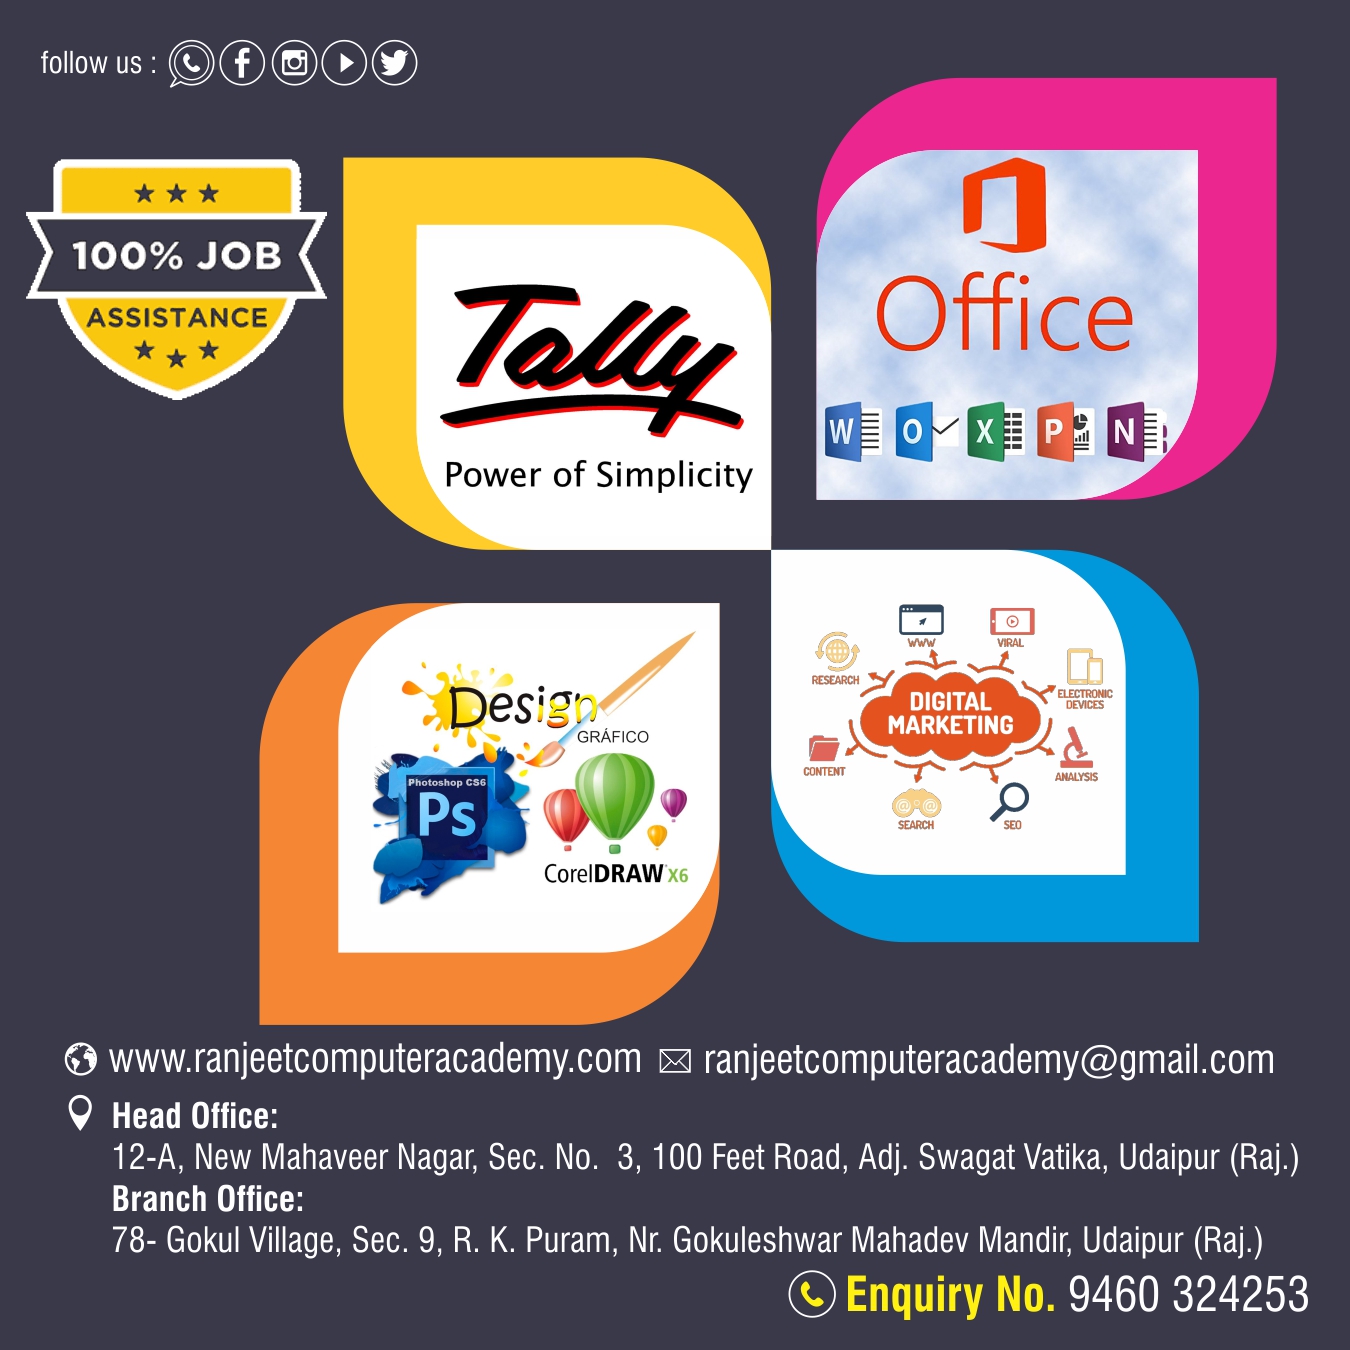 follow us :
100% JOB
ASSISTANCE
Tally
Power of Simplicity
Office
W O X P N
Design
GRÁFICO
Photoshop CS6
Ps
CorelDRAW X6
WWW
VIRAL
RESEARCH
ELECTRONIC
DEVICES
DIGITAL
MARKETING
CONTENT
ANALYSIS
@ @
SEARCH
SEO
www.ranjeetcomputeracademy.com ranjeetcomputeracademy@gmail.com
Head Office:
12-A, New Mahaveer Nagar, Sec. No. 3, 100 Feet Road, Adj. Swagat Vatika, Udaipur (Raj.)
Branch Office:
78- Gokul Village, Sec. 9, R. K. Puram, Nr. Gokuleshwar Mahadev Mandir, Udaipur (Raj.)
Enquiry No. 9460 324253